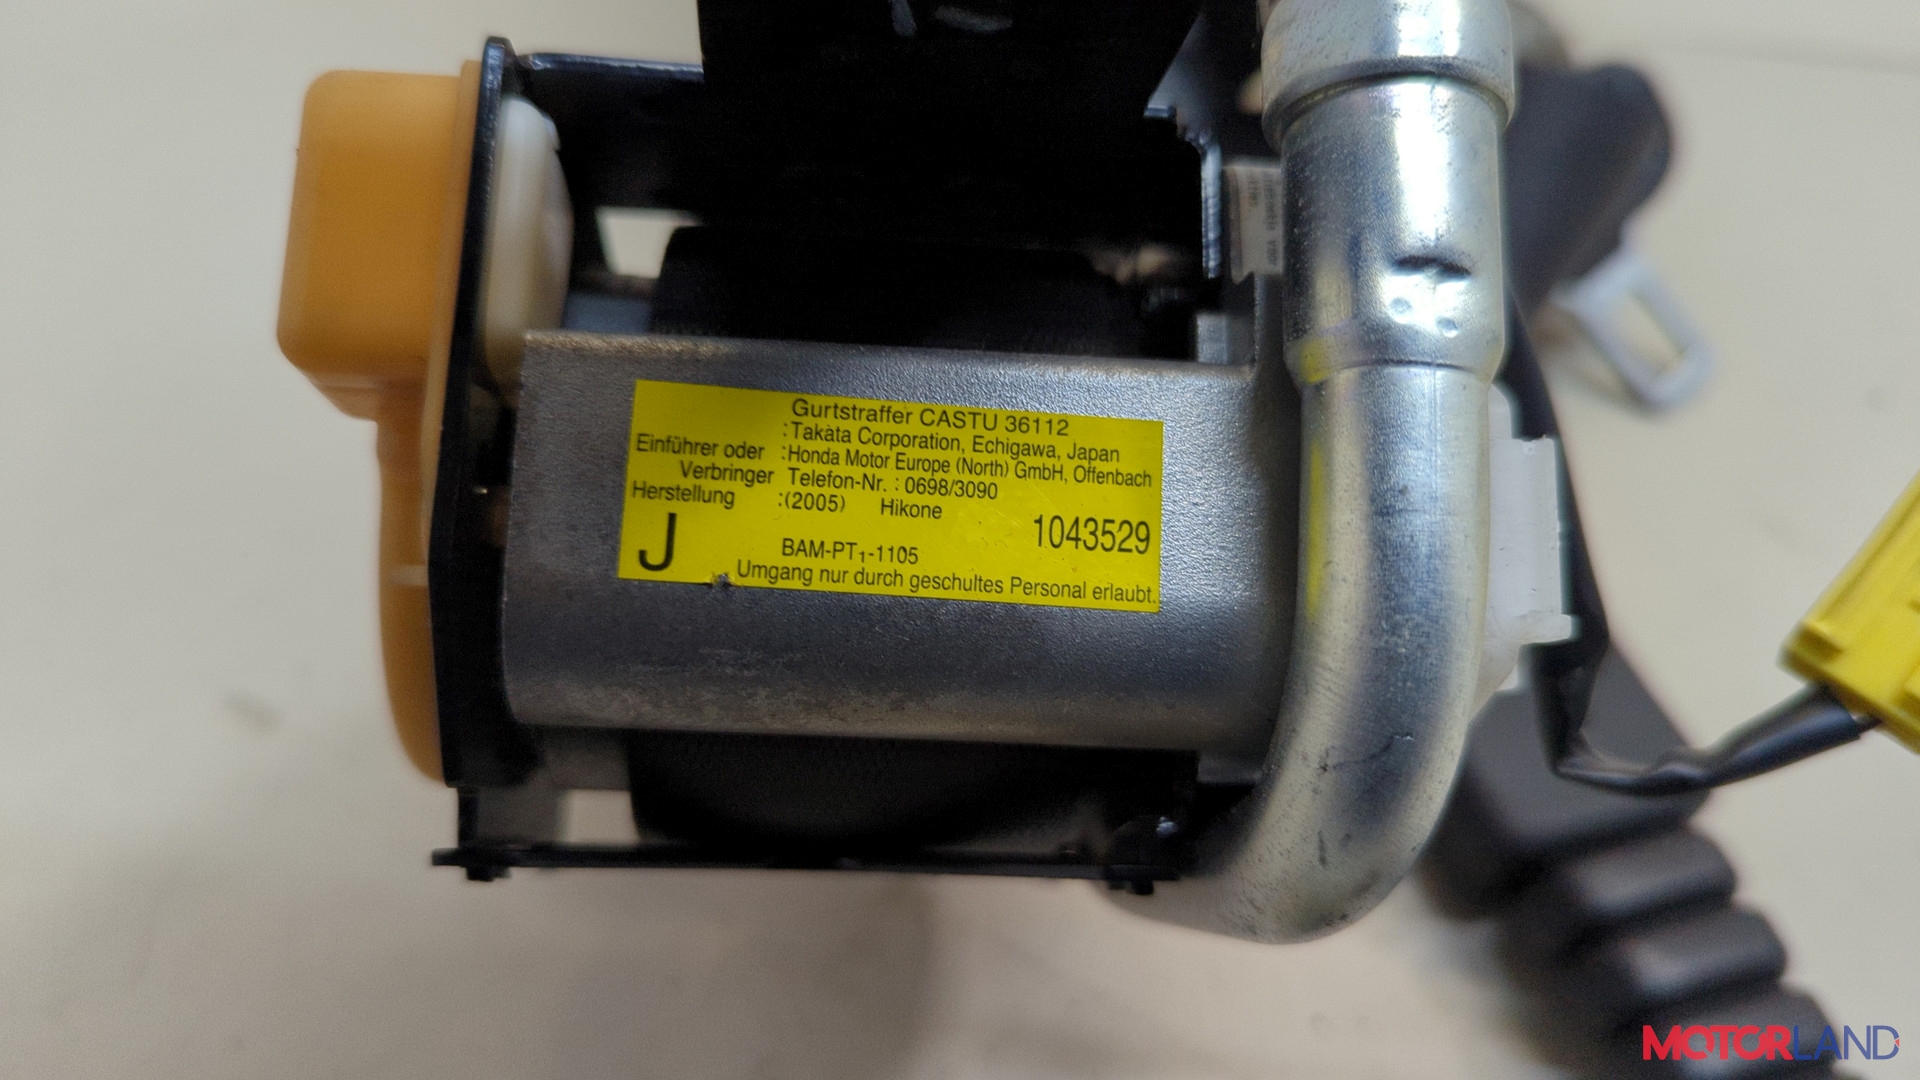 Gurtstraffer CASTU 36112
:Takata Corporation, Echigawa, Japan
Einführer oder :Honda Motor Europe (North) GmbH, Offenbach
Verbringer Telefon-Nr. : 0698/3090
Herstellung :(2005) Hikone
J 1043529
BAM-PT₁-1105
Umgang nur durch geschultes Personal erlaubt.
MOTORLAND